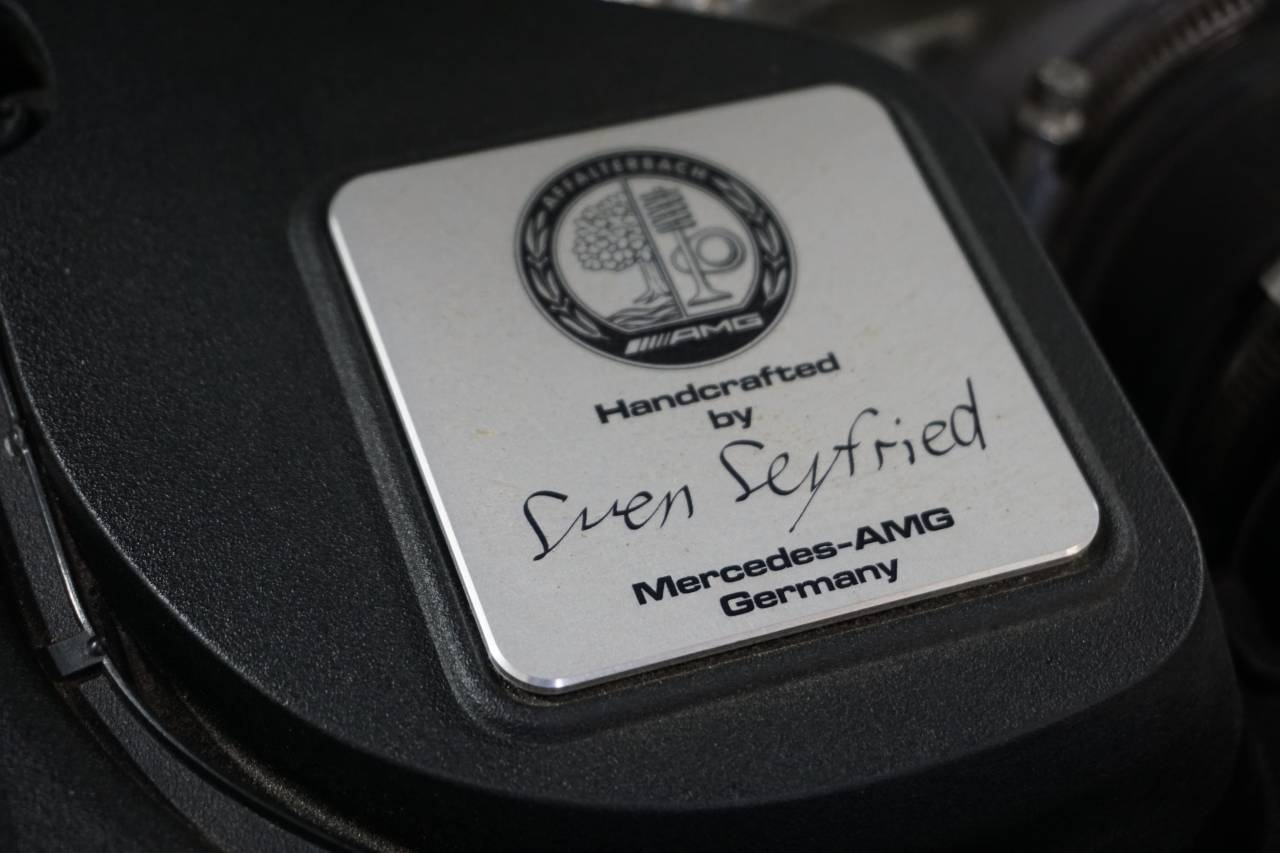 AFFALTERBACH
AMG
Handcrafted
by
Sven Seyfried
Mercedes-AMG
Germany